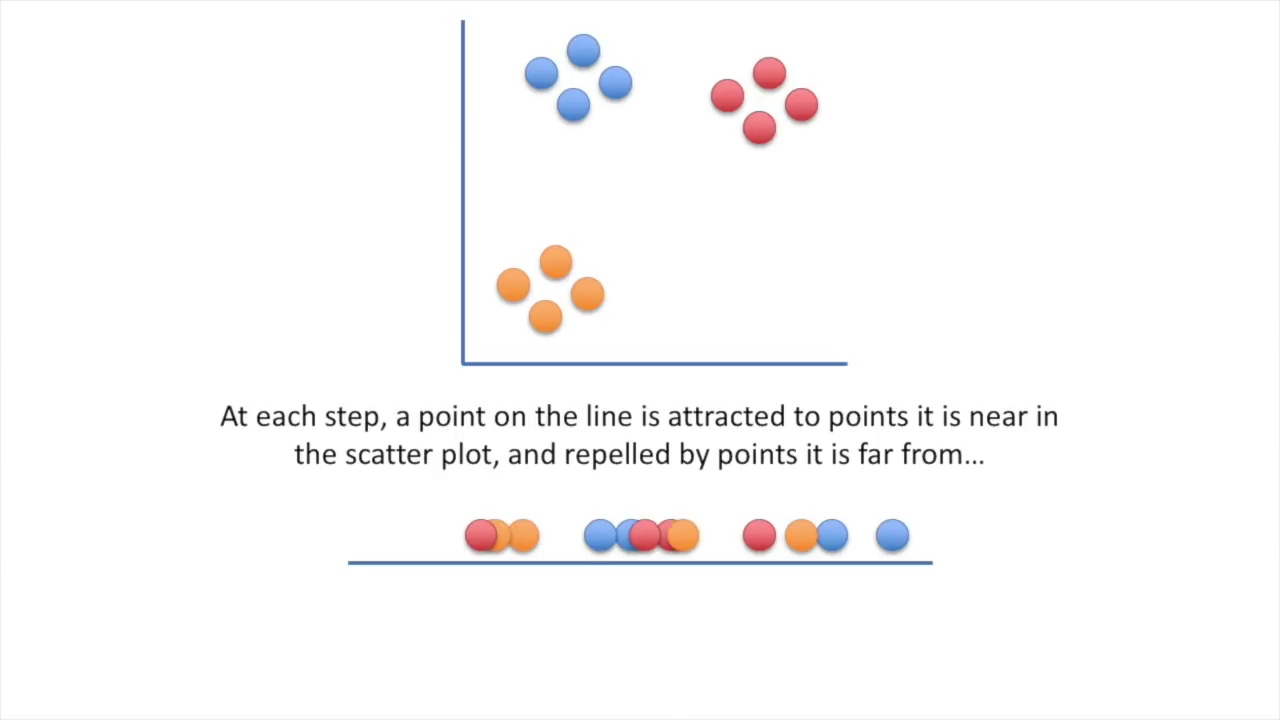 At each step, a point on the line is attracted to points it is near in
the scatter plot, and repelled by points it is far from…